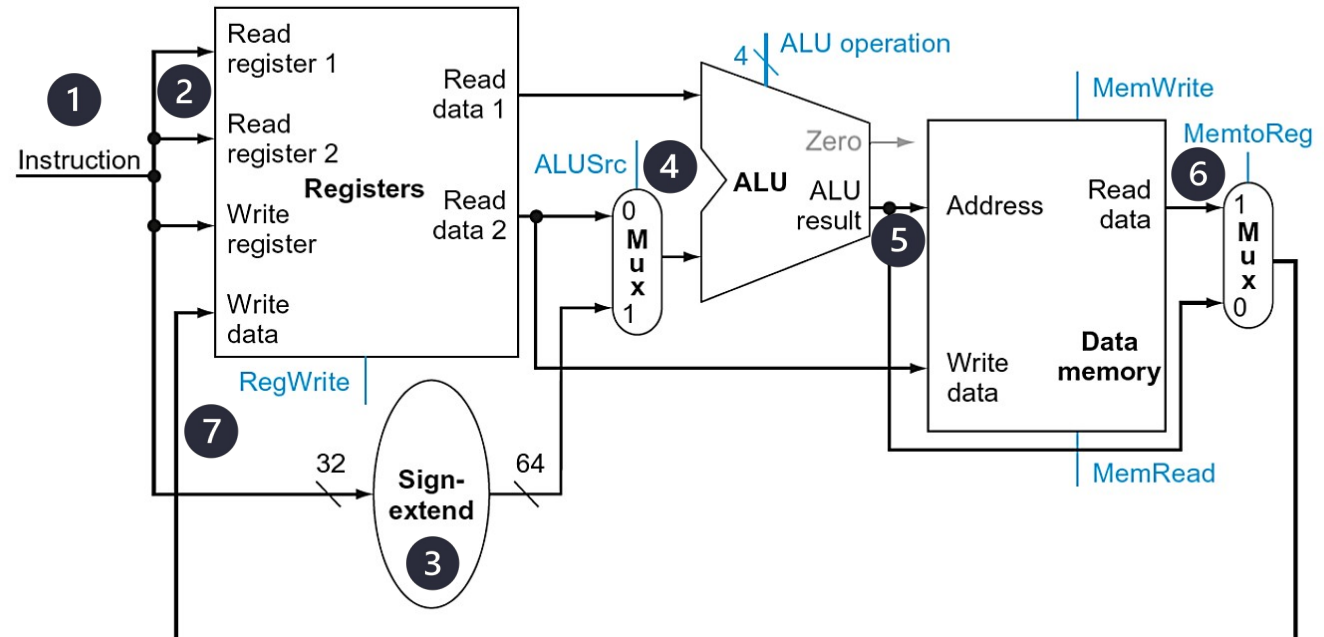 1
Instruction
2
Read
register 1
Read
register 2
Write
register
Write
data
Registers
Read
data 1
Read
data 2
RegWrite
7
32
Sign-
extend
3
64
ALUSrc
4
0
M
u
x
1
4
ALU operation
Zero
ALU
ALU
result
5
MemWrite
Address
Read
data
Write
data
Data
memory
MemRead
MemtoReg
6
1
M
u
x
0